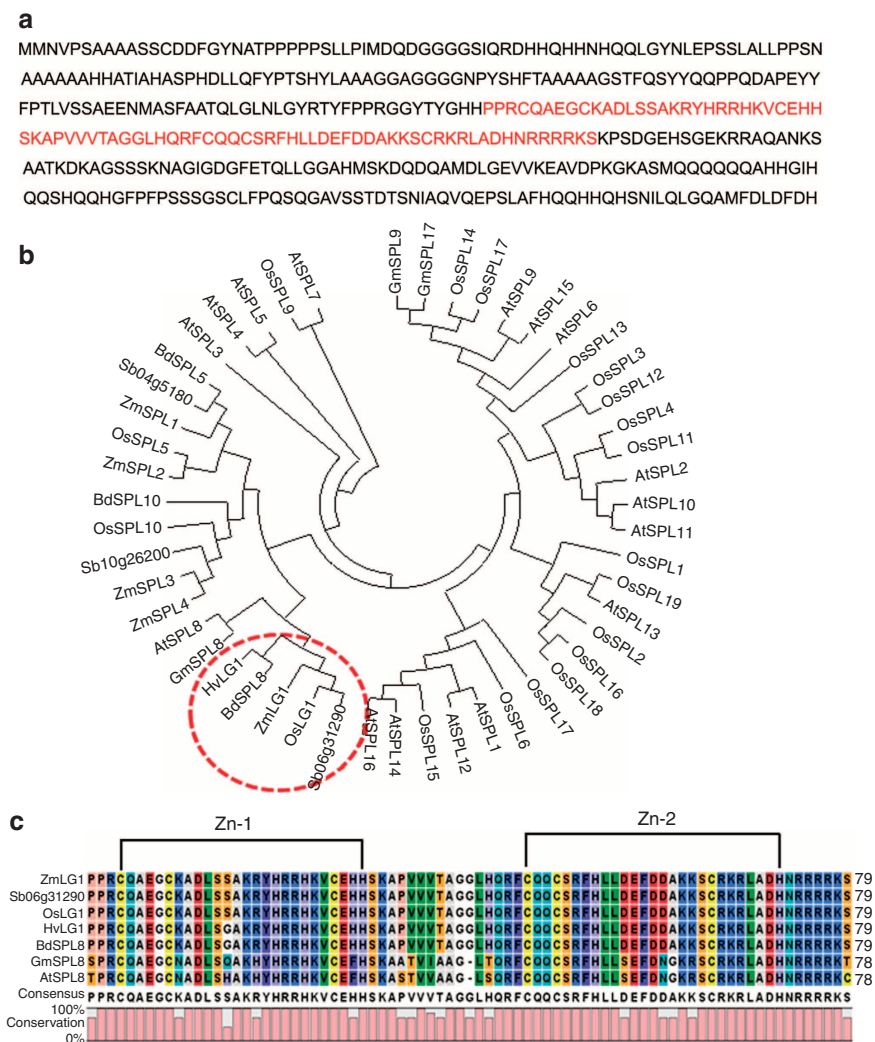 a
MMNVPSAAAASSCDDFGYNATPPPPPSLLPIMDQDGGGGSIQRDHHQHHNHQQLGYNLEPSSLALLPPSN
AAAAAAHHATIAHASPHDLLQFYPTSHYLAAAGGAGGGGNPYSHFTAAAAAGSTFQSYYQQPPQDAPEYY
FPTLVSSAEENMASFAATQLGLNLGYRTYFPPRGGYTYGHHPPRCQAEGCKADLSSAKRYHRRHKVCEHH
SKAPVVVTAGGLHQRFCQQCSRFHLLDEFDDAKKSCRKRLADHNRRRRKSKPSDGEHSGEKRRAQANKS
AATKDKAGSSSKNAGIGDGFETQLLGGAHMSKDQDQAMDLGEVVKEAVDPKGKASMQQQQQQAHHGIH
QQSHQQHGFPFPSSSGSCLFPQSQGAVSSTDTSNIAQVQEPSLAFHQQHHQHSNILQLGQAMFDLDFDH
b
AtSPL7
OsSPL9
AtSPL5
AtSPL4
AtSPL3
BdSPL5
Sb04g5180
ZmSPL1
OsSPL5
ZmSPL2
BdSPL10
OsSPL10
Sb10g26200
ZmSPL3
ZmSPL4
AtSPL8
GmSPL8
HvLG1
BdSPL8
ZmLG1
OsLG1
Sb06g31290
AtSPL16
AtSPL14
OsSPL15
AtSPL12
AtSPL1
OsSPL6
OsSPL17
OsSPL18
OsSPL16
OsSPL2
AtSPL13
OsSPL19
OsSPL1
AtSPL11
AtSPL10
AtSPL2
OsSPL11
OsSPL4
OsSPL12
OsSPL3
OsSPL13
AtSPL6
AtSPL15
AtSPL9
OsSPL17
OsSPL14
GmSPL17
GmSPL9
c
Zn-1 Zn-2
ZmLG1 PPRCQAEGCKADLSSAKRYHRRHKVCEHHSKAPVVVTAGGLHQRFCQQCSRFHLLDEFDDAKKSCRKRLADHNRRRRKS 79
Sb06g31290 PPRCQAEGCKADLSSAKRYHRRHKVCEHHSKAPVVVTAGGLHQRFCQQCSRFHLLDEFDDAKKSCRKRLADHNRRRRKS 79
OsLG1 PPRCQAEGCKADLSGAKRYHRRHKVCEHHSKAPVVVTAGGLHQRFCQQCSRFHLLDEFDDAKKSCRKRLADHNRRRRKS 79
HvLG1 PPRCQAEGCKADLSGAKRYHRRHKVCEHHSKAPVVVTAGGLHQRFCQQCSRFHLLDEFDDAKKSCRKRLADHNRRRRKS 79
BdSPL8 PPRCQAEGCKADLSGAKRYHRRHKVCEHHSKAPVVVTAGGLHQRFCQQCSRFHLLDEFDDAKKSCRKRLADHNRRRRKS 79
GmSPL8 PPRCQAEGCNADLSQAKHYHRRHKVCEFHSKAATVIAAG-LTQRFCQQCSRFHLLSEFDNGKRSCRKRLADHNRRRRKT 78
AtSPL8 TPRCQAEGCNADLSHAKHYHRRHKVCEFHSKASTVVAAG-LSQRFCQQCSRFHLLSEFDNGKRSCRKRLADHNRRRRKC 78
Consensus PPRCQAEGCKADLSSAKRYHRRHKVCEHHSKAPVVVTAGGLHQRFCQQCSRFHLLDEFDDAKKSCRKRLADHNRRRRKS
100%
Conservation
0%